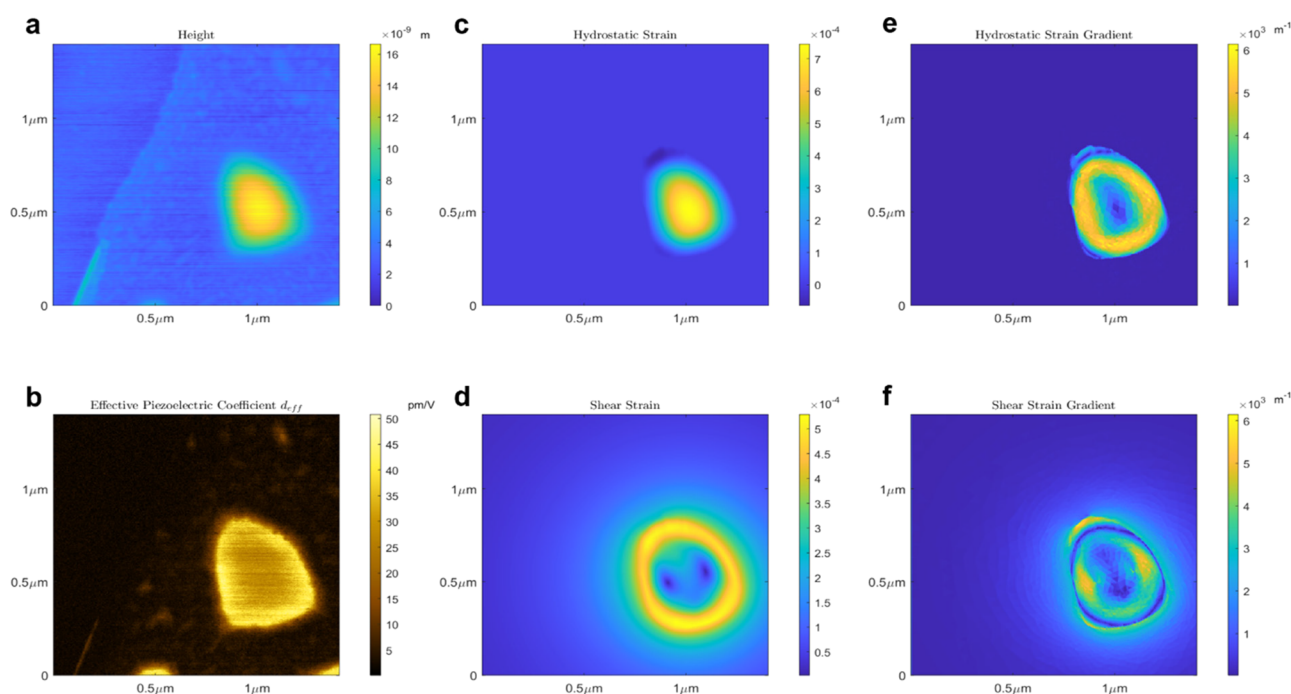 a
Height
×10⁻⁹ m
1μm
0.5μm
0
0.5μm
1μm
16
14
12
10
8
6
4
2
0
c
Hydrostatic Strain
×10⁻⁴
1μm
0.5μm
0
0.5μm
1μm
7
6
5
4
3
2
1
0
e
Hydrostatic Strain Gradient
×10³ m⁻¹
1μm
0.5μm
0
0.5μm
1μm
6
5
4
3
2
1
b
Effective Piezoelectric Coefficient d_eff
pm/V
1μm
0.5μm
0
0.5μm
1μm
50
45
40
35
30
25
20
15
10
5
d
Shear Strain
×10⁻⁴
1μm
0.5μm
0
0.5μm
1μm
5
4.5
4
3.5
3
2.5
2
1.5
1
0.5
f
Shear Strain Gradient
×10³ m⁻¹
1μm
0.5μm
0
0.5μm
1μm
6
5
4
3
2
1